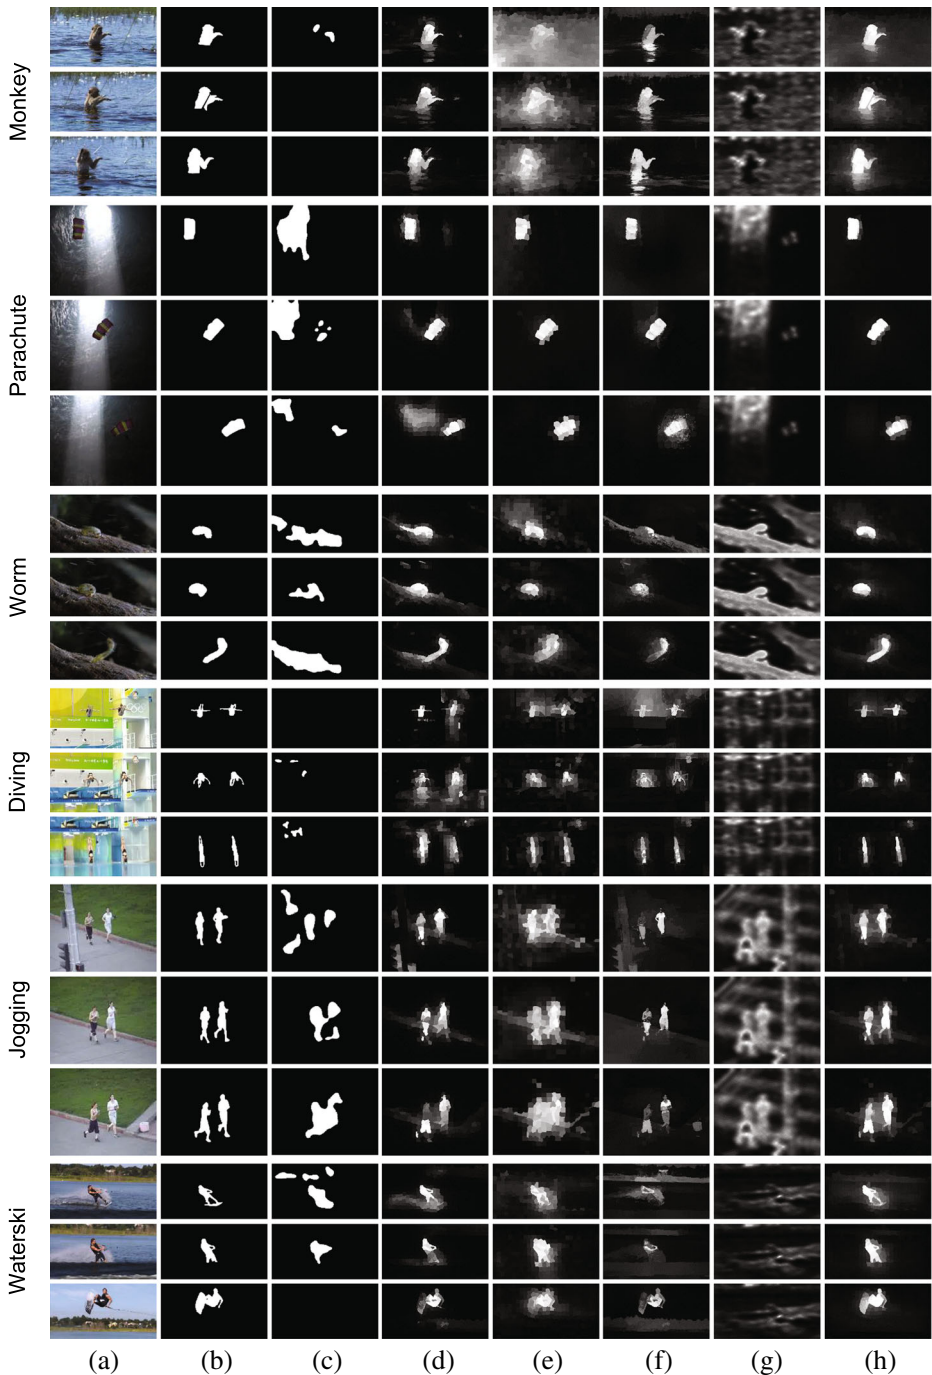 Monkey
Parachute
Worm
Diving
Jogging
Waterski
(a) (b) (c) (d) (e) (f) (g) (h)